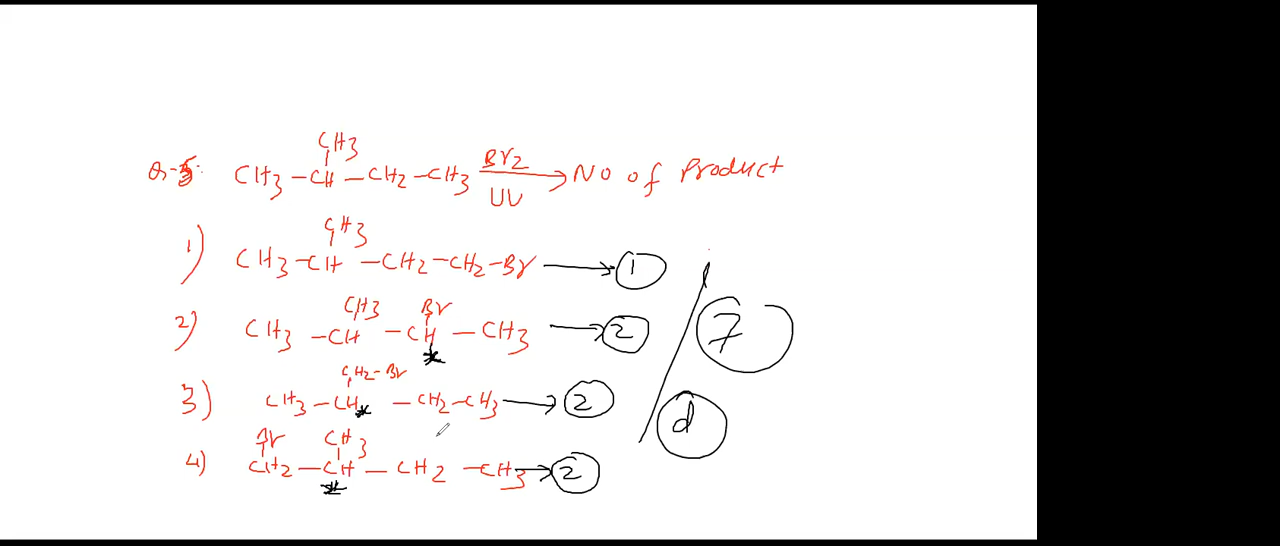 CH3
Q-5: CH3 - CH - CH2 - CH3 Br2 / UV → No of Product
CH3
1) CH3 - CH - CH2 - CH2 - Br → 1
CH3 Br
2) CH3 - CH - CH - CH3 → 2
*
7
CH2-Br
3) CH3 - CH* - CH2 - CH3 → 2
d
Br CH3
4) CH2 - CH - CH2 - CH3 → 2
*